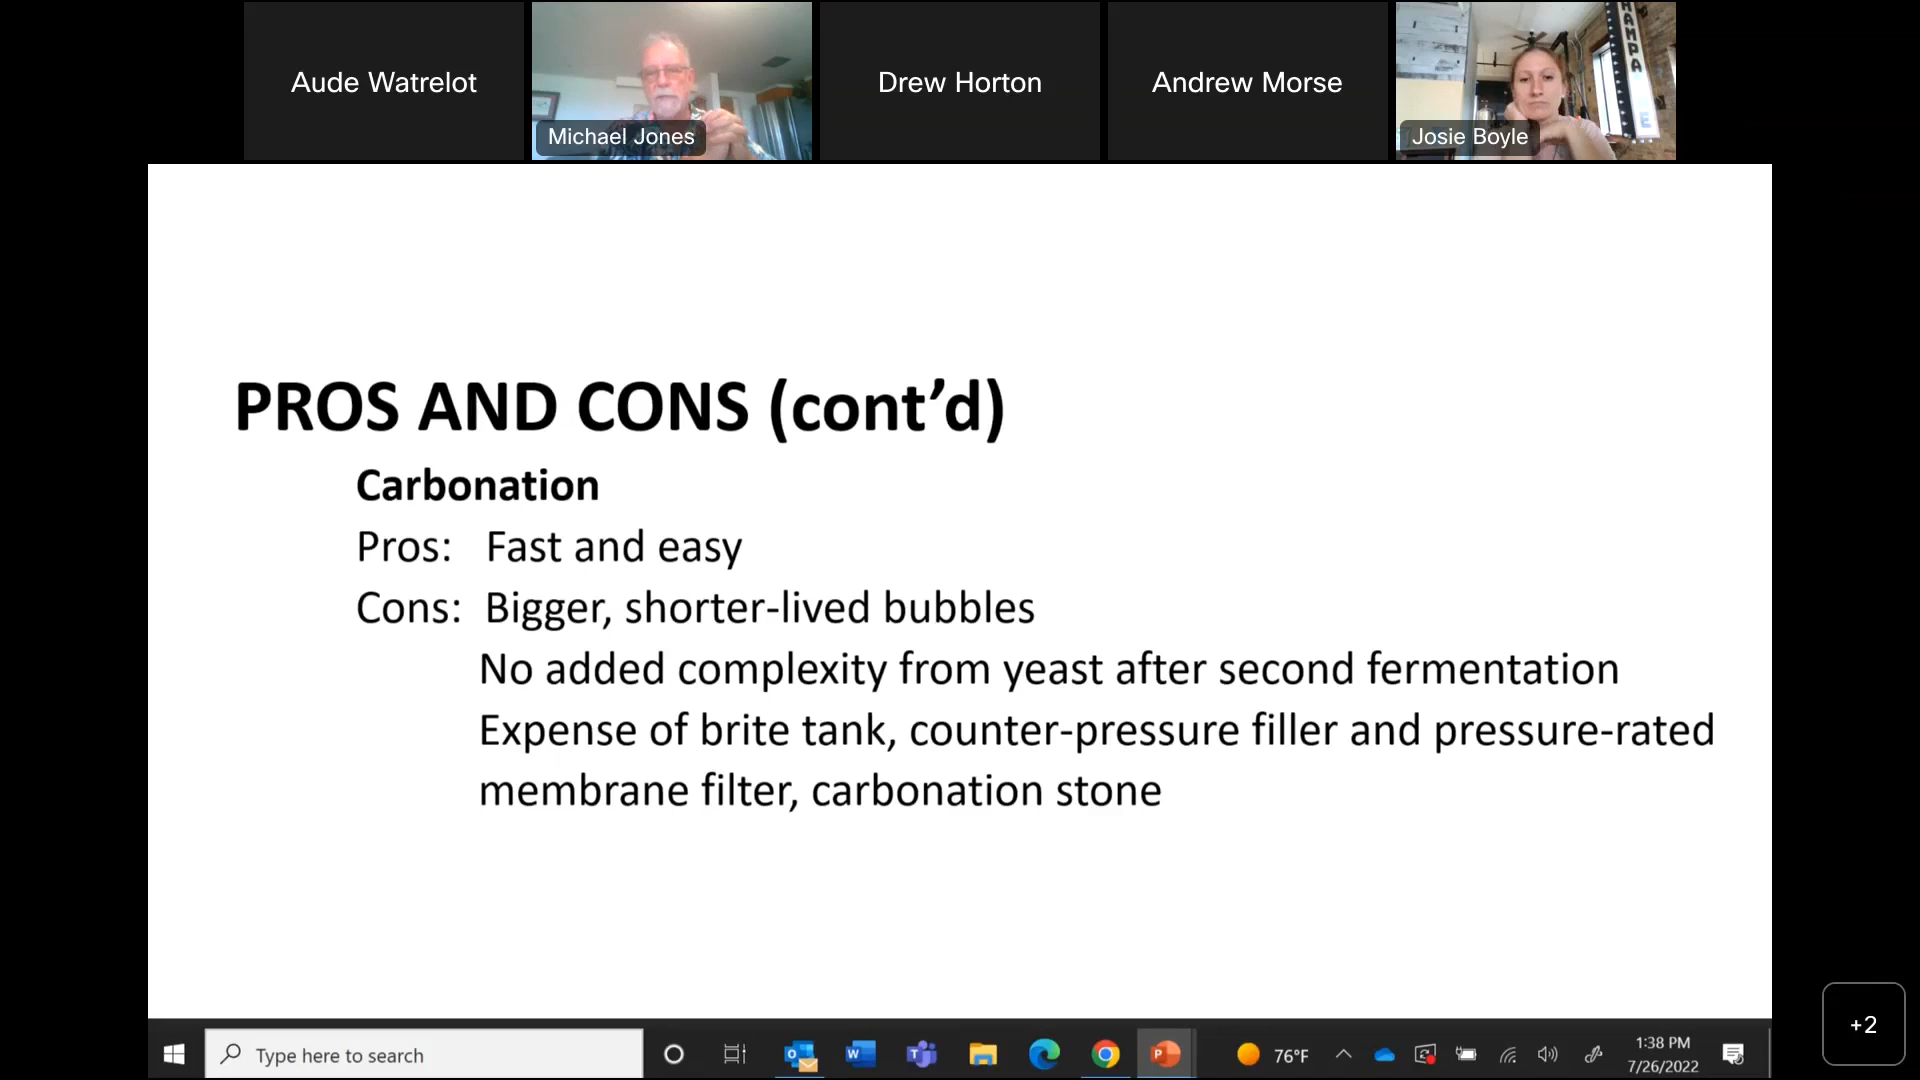 Aude Watrelot
Michael Jones
Drew Horton
Andrew Morse
HAMPA
E
Josie Boyle
PROS AND CONS (cont’d)
Carbonation
Pros: Fast and easy
Cons: Bigger, shorter-lived bubbles
No added complexity from yeast after second fermentation
Expense of brite tank, counter-pressure filler and pressure-rated
membrane filter, carbonation stone
+2
Type here to search
76°F
1:38 PM
7/26/2022